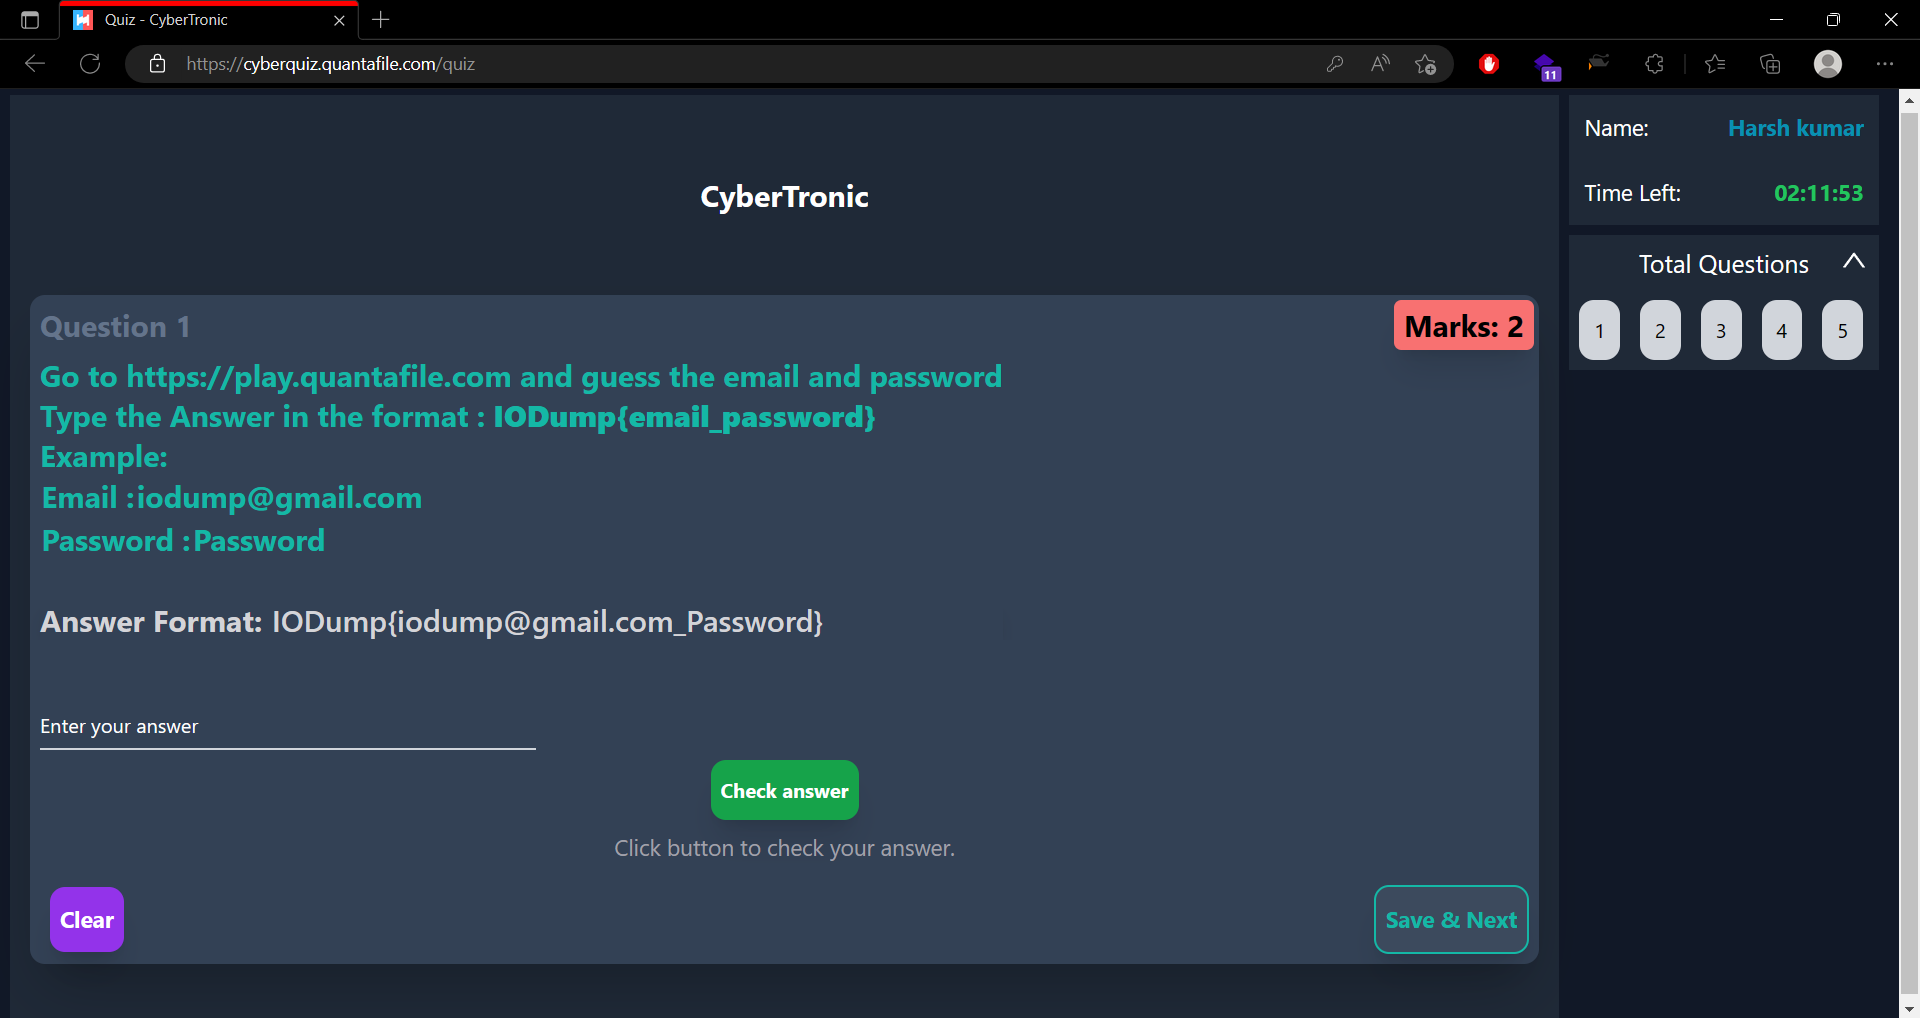 Quiz - CyberTronic
https://cyberquiz.quantafile.com/quiz
11
CyberTronic
Question 1
Marks: 2
Go to https://play.quantafile.com and guess the email and password
Type the Answer in the format : IODump{email_password}
Example:
Email :iodump@gmail.com
Password :Password
Answer Format: IODump{iodump@gmail.com_Password}
Enter your answer
Check answer
Click button to check your answer.
Clear
Save & Next
Name: Harsh kumar
Time Left: 02:11:53
Total Questions
1 2 3 4 5